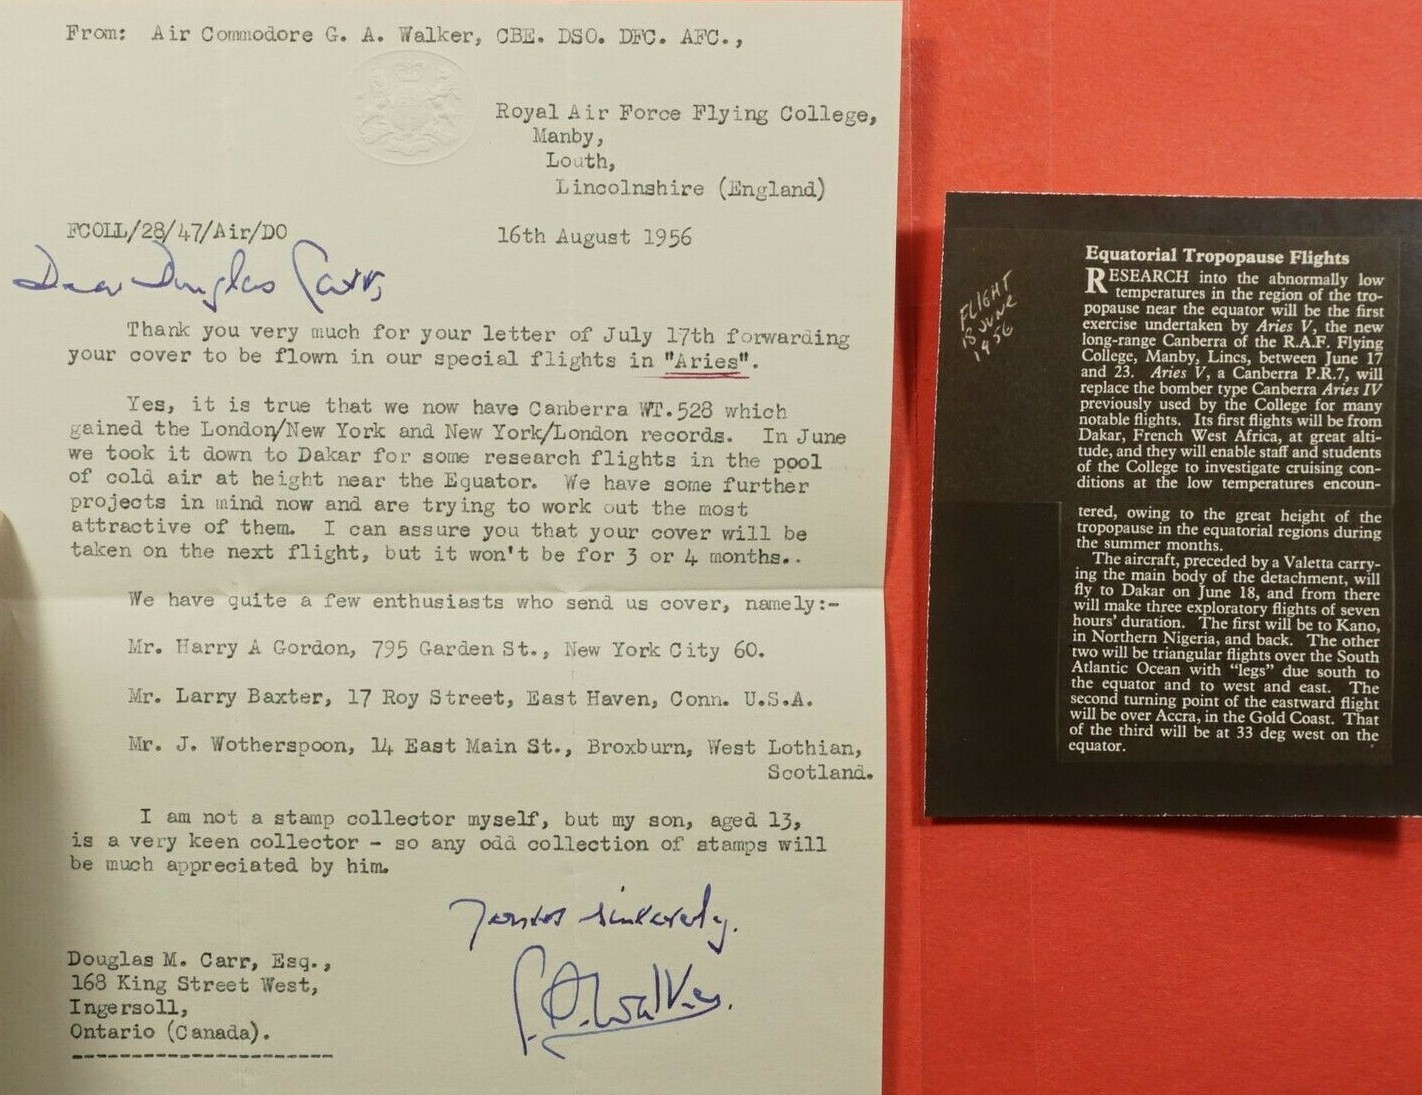 From: Air Commodore G. A. Walker, CBE. DSO. DFC. AFC.,
Royal Air Force Flying College,
Manby,
Louth,
Lincolnshire (England)
FCOLL/28/47/Air/DO
16th August 1956
Dear Douglas Carr,
Thank you very much for your letter of July 17th forwarding
your cover to be flown in our special flights in "Aries".
Yes, it is true that we now have Canberra WT.528 which
gained the London/New York and New York/London records. In June
we took it down to Dakar for some research flights in the pool
of cold air at height near the Equator. We have some further
projects in mind now and are trying to work out the most
attractive of them. I can assure you that your cover will be
taken on the next flight, but it won't be for 3 or 4 months..
We have quite a few enthusiasts who send us cover, namely:-
Mr. Harry A Gordon, 795 Garden St., New York City 60.
Mr. Larry Baxter, 17 Roy Street, East Haven, Conn. U.S.A.
Mr. J. Wotherspoon, 14 East Main St., Broxburn, West Lothian,
Scotland.
I am not a stamp collector myself, but my son, aged 13,
is a very keen collector - so any odd collection of stamps will
be much appreciated by him.
Yours sincerely.
G.A. Walker.
Douglas M. Carr, Esq.,
168 King Street West,
Ingersoll,
Ontario (Canada).
FLIGHT
18 JUNE
1956
Equatorial Tropopause Flights
RESEARCH into the abnormally low
temperatures in the region of the tro-
popause near the equator will be the first
exercise undertaken by Aries V, the new
long-range Canberra of the R.A.F. Flying
College, Manby, Lincs, between June 17
and 23. Aries V, a Canberra P.R.7, will
replace the bomber type Canberra Aries IV
previously used by the College for many
notable flights. Its first flights will be from
Dakar, French West Africa, at great alti-
tude, and they will enable staff and students
of the College to investigate cruising con-
ditions at the low temperatures encoun-
tered, owing to the great height of the
tropopause in the equatorial regions during
the summer months.
The aircraft, preceded by a Valetta carry-
ing the main body of the detachment, will
fly to Dakar on June 18, and from there
will make three exploratory flights of seven
hours' duration. The first will be to Kano,
in Northern Nigeria, and back. The other
two will be triangular flights over the South
Atlantic Ocean with "legs" due south to
the equator and to west and east. The
second turning point of the eastward flight
will be over Accra, in the Gold Coast. That
of the third will be at 33 deg west on the
equator.